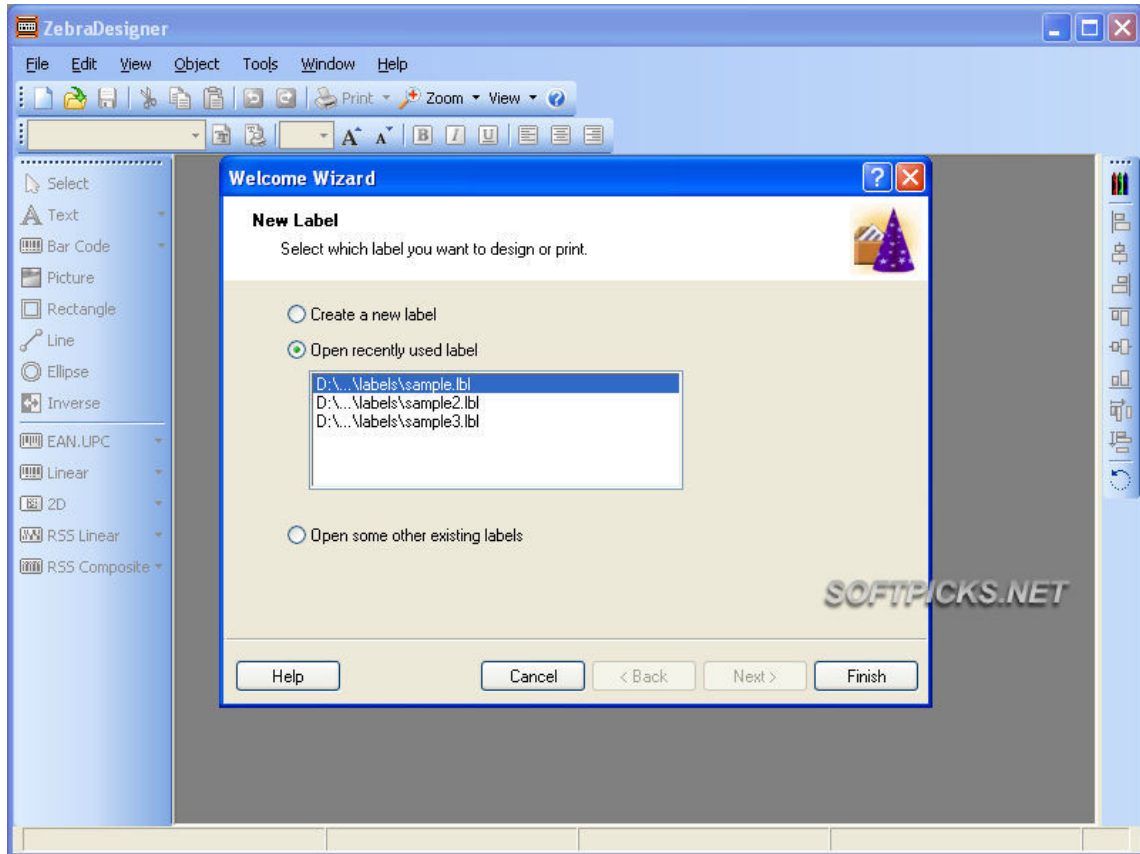 ZebraDesigner
File Edit View Object Tools Window Help
Print Zoom View
B I U
Select
Text
Bar Code
Picture
Rectangle
Line
Ellipse
Inverse
EAN.UPC
Linear
2D
RSS Linear
RSS Composite
Welcome Wizard
New Label
Select which label you want to design or print.
Create a new label
Open recently used label
D:\...\labels\sample.lbl
D:\...\labels\sample2.lbl
D:\...\labels\sample3.lbl
Open some other existing labels
SOFTPICKS.NET
Help Cancel < Back Next > Finish